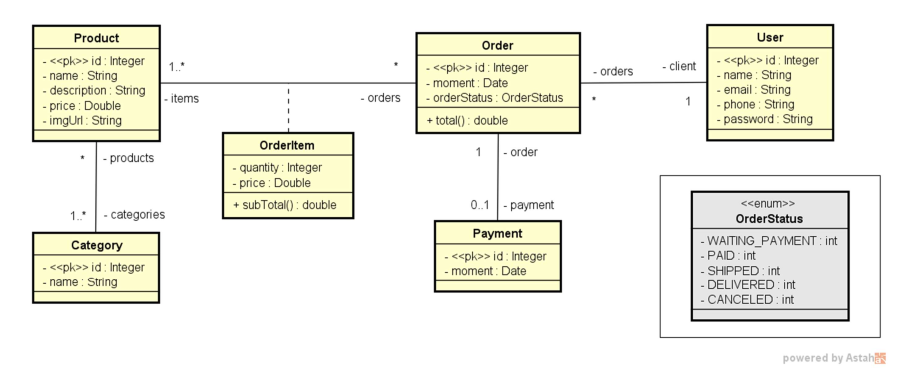 Product
- <<pk>> id : Integer
- name : String
- description : String
- price : Double
- imgUrl : String
1..*
- items
*
- orders
Order
- <<pk>> id : Integer
- moment : Date
- orderStatus : OrderStatus
+ total() : double
- orders
*
- client
1
User
- <<pk>> id : Integer
- name : String
- email : String
- phone : String
- password : String
OrderItem
- quantity : Integer
- price : Double
+ subTotal() : double
* - products
1..* - categories
Category
- <<pk>> id : Integer
- name : String
1 - order
0..1 - payment
Payment
- <<pk>> id : Integer
- moment : Date
<<enum>>
OrderStatus
- WAITING_PAYMENT : int
- PAID : int
- SHIPPED : int
- DELIVERED : int
- CANCELED : int
powered by Astah